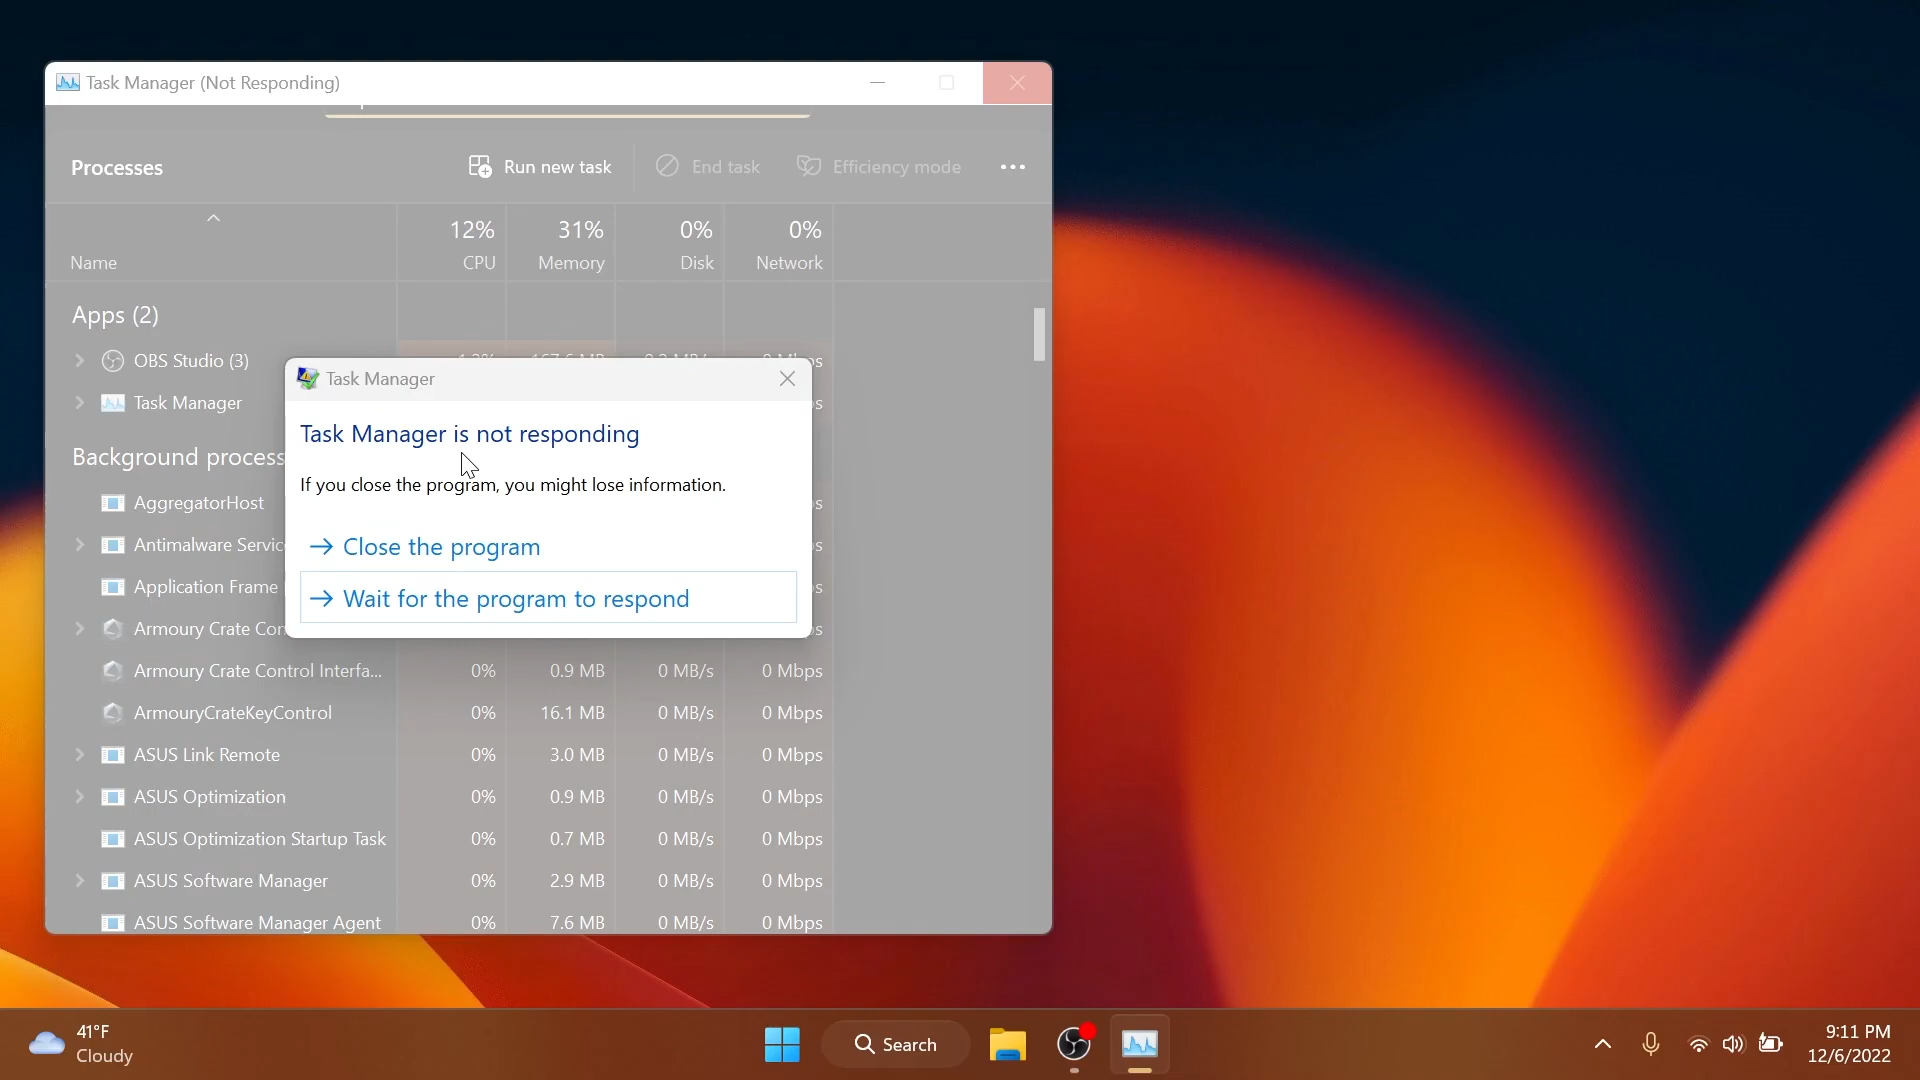 Task Manager (Not Responding)
Processes
Run new task
End task
Efficiency mode
12%
31%
0%
0%
Name
CPU
Memory
Disk
Network
Apps (2)
OBS Studio (3)
Task Manager
Background process
AggregatorHost
Antimalware Servic
Application Frame
Armoury Crate Con
Task Manager
Task Manager is not responding
If you close the program, you might lose information.
→ Close the program
→ Wait for the program to respond
Armoury Crate Control Interfa... 0% 0.9 MB 0 MB/s 0 Mbps
ArmouryCrateKeyControl 0% 16.1 MB 0 MB/s 0 Mbps
ASUS Link Remote 0% 3.0 MB 0 MB/s 0 Mbps
ASUS Optimization 0% 0.9 MB 0 MB/s 0 Mbps
ASUS Optimization Startup Task 0% 0.7 MB 0 MB/s 0 Mbps
ASUS Software Manager 0% 2.9 MB 0 MB/s 0 Mbps
ASUS Software Manager Agent 0% 7.6 MB 0 MB/s 0 Mbps
41°F
Cloudy
Search
9:11 PM
12/6/2022